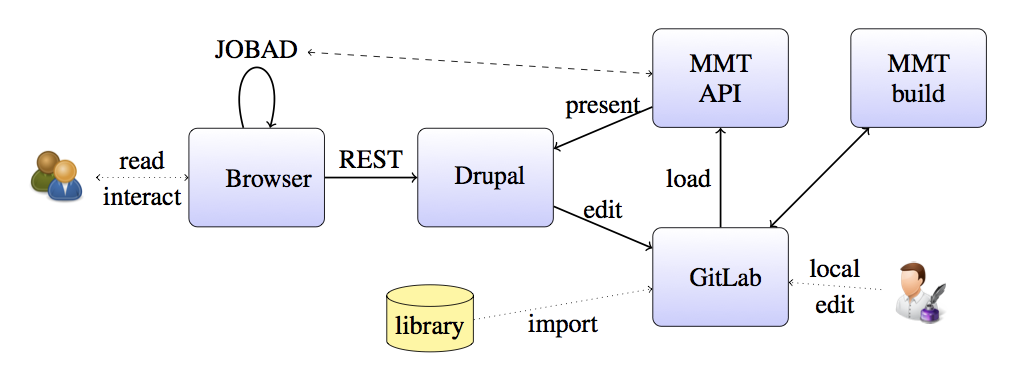 JOBAD
MMT
API
MMT
build
present
read
interact
Browser
REST
Drupal
load
edit
GitLab
local
edit
library
import